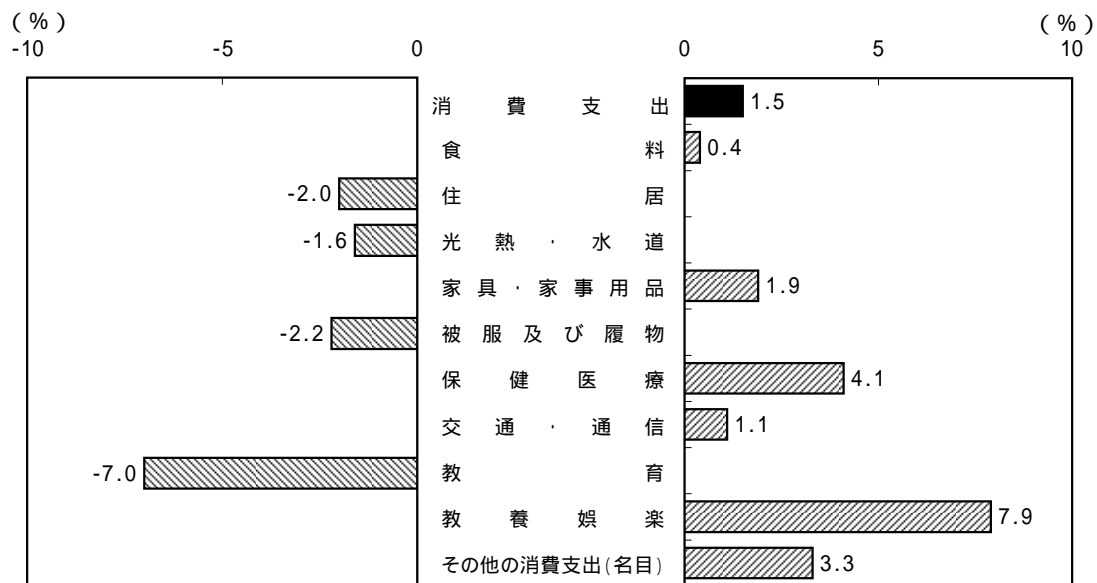 (%) (%)
-10 -5 0 0 5 10
消費支出 1.5
食料 0.4
-2.0 住居
-1.6 光熱・水道
家具・家事用品 1.9
-2.2 被服及び履物
保健医療 4.1
交通・通信 1.1
-7.0 教育
教養娯楽 7.9
その他の消費支出(名目) 3.3